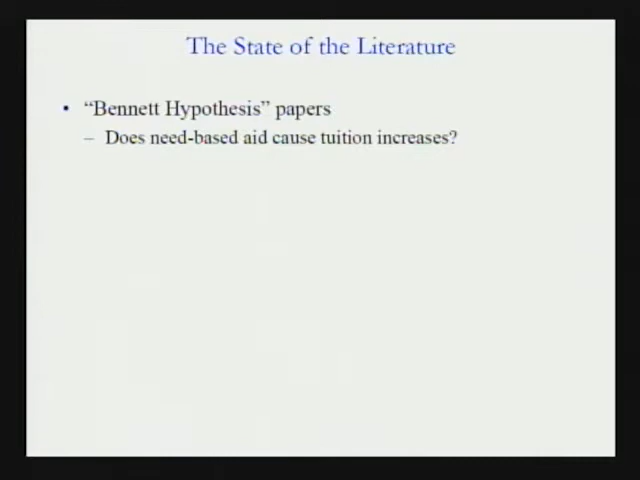 The State of the Literature
• “Bennett Hypothesis” papers
– Does need-based aid cause tuition increases?